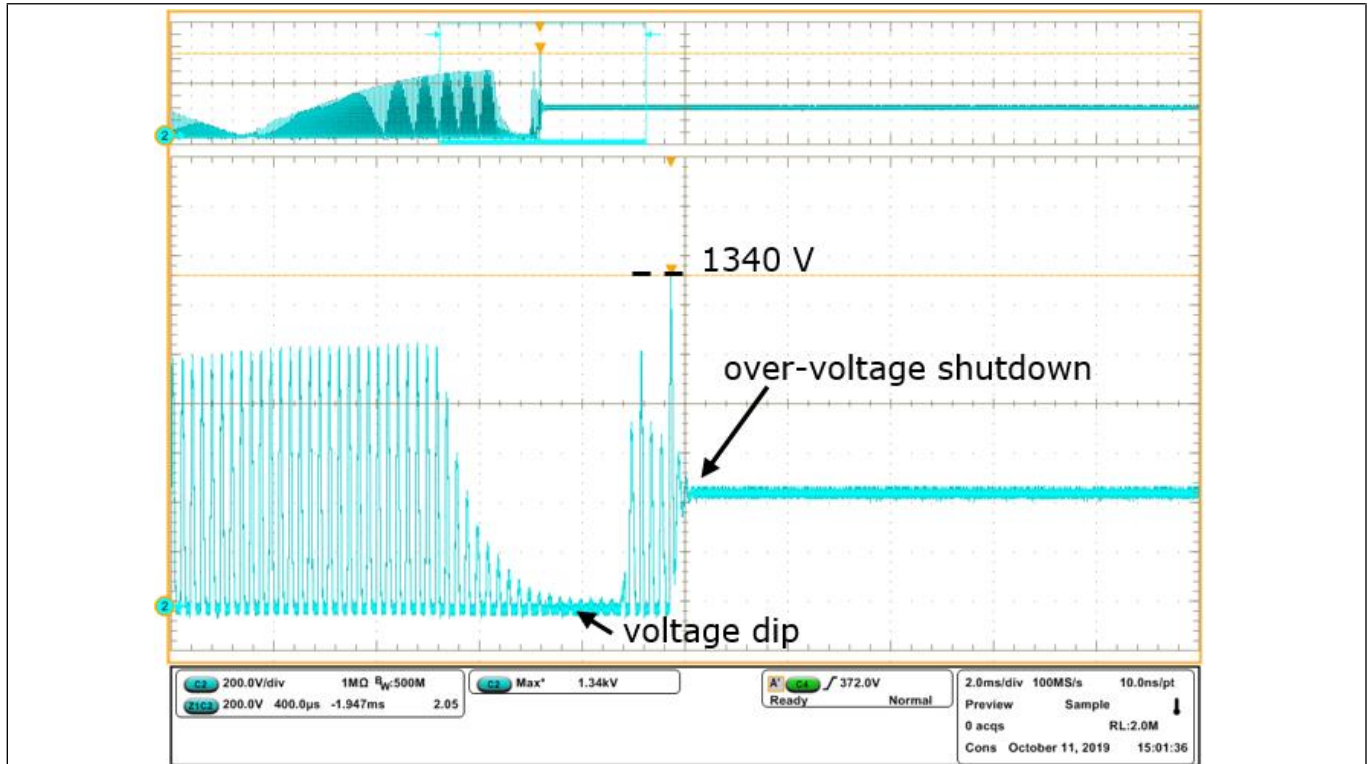 2
1340 V
over-voltage shutdown
2
voltage dip
C2 200.0V/div 1MΩ BW:500M
Z1C2 200.0V 400.0µs -1.947ms 2.05
C2 Max* 1.34kV
A' C4 372.0V
Ready Normal
2.0ms/div 100MS/s 10.0ns/pt
Preview Sample
0 acqs RL:2.0M
Cons October 11, 2019 15:01:36